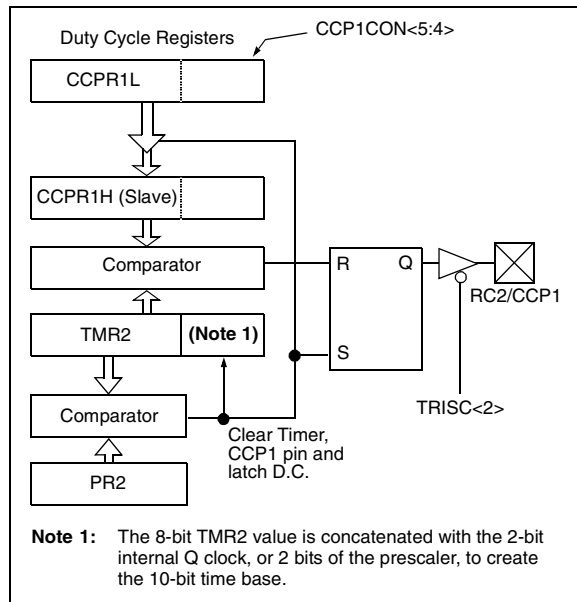 Duty Cycle Registers
CCP1CON<5:4>
CCPR1L
CCPR1H (Slave)
Comparator
R
Q
RC2/CCP1
TMR2
(Note 1)
S
TRISC<2>
Comparator
Clear Timer,
CCP1 pin and
latch D.C.
PR2
Note 1: The 8-bit TMR2 value is concatenated with the 2-bit
internal Q clock, or 2 bits of the prescaler, to create
the 10-bit time base.